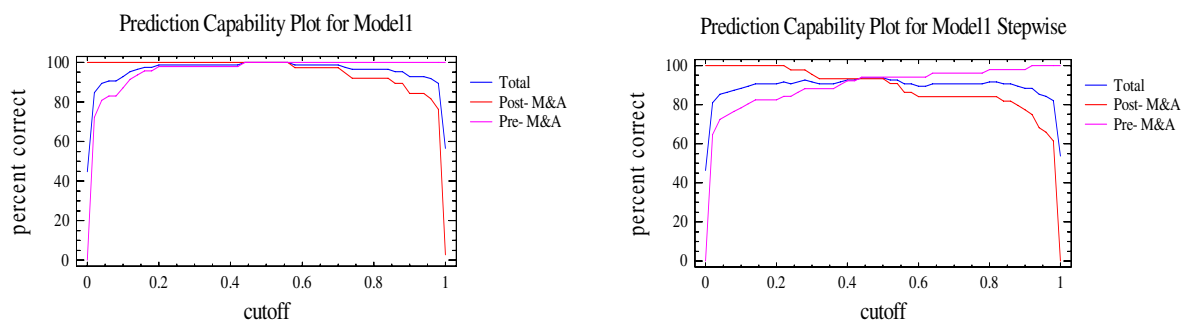 Prediction Capability Plot for Model1
percent correct
100
80
60
40
20
0
0 0.2 0.4 0.6 0.8 1
cutoff
Total
Post- M&A
Pre- M&A
Prediction Capability Plot for Model1 Stepwise
percent correct
100
80
60
40
20
0
0 0.2 0.4 0.6 0.8 1
cutoff
Total
Post- M&A
Pre- M&A